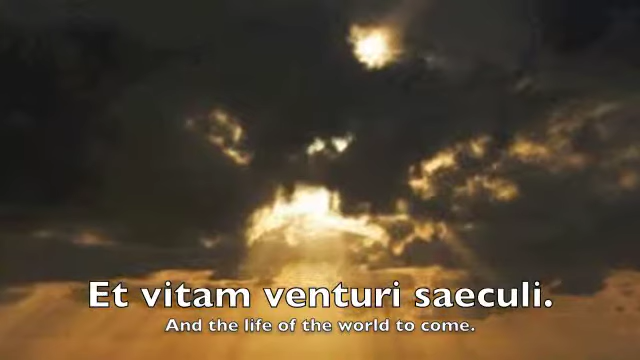 Et vitam venturi saeculi.
And the life of the world to come.